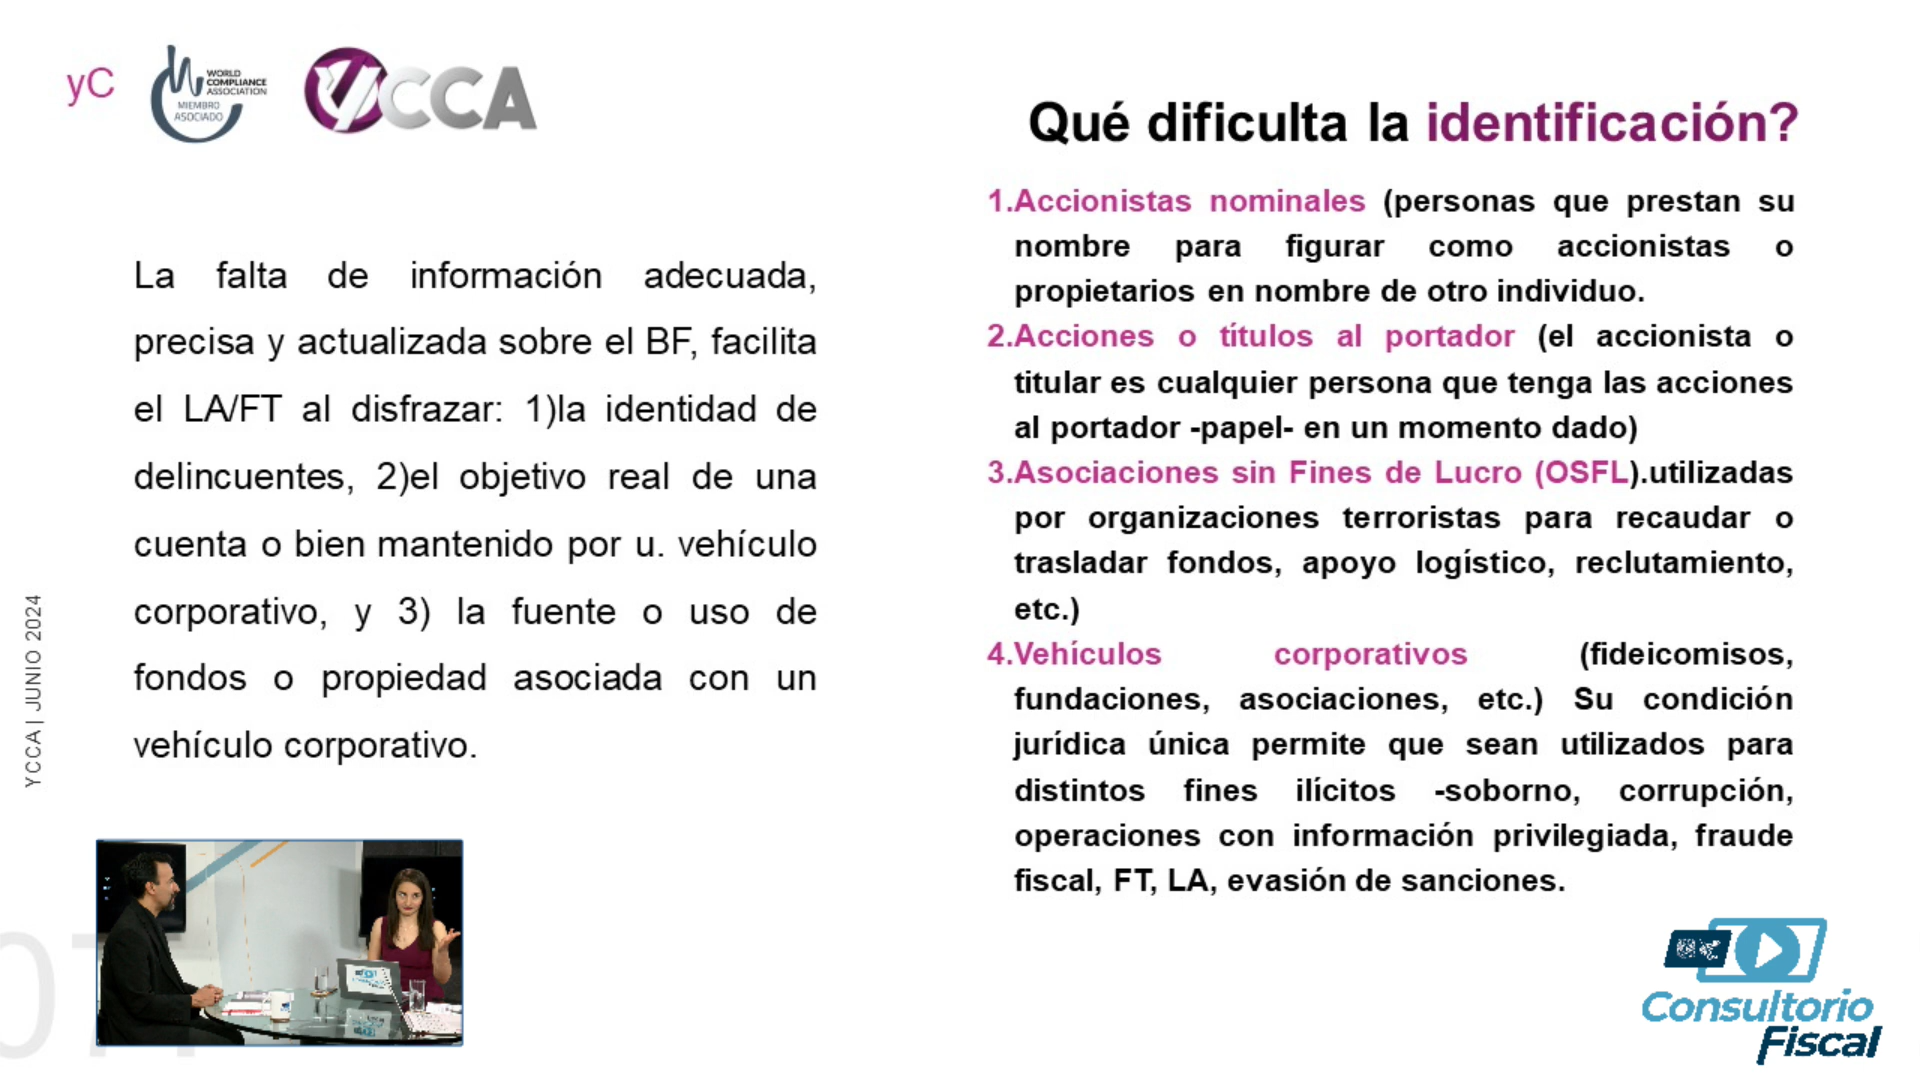 yC
WORLD
COMPLIANCE
ASSOCIATION
MIEMBRO
ASOCIADO
YCCA
La falta de información adecuada,
precisa y actualizada sobre el BF, facilita
el LA/FT al disfrazar: 1)la identidad de
delincuentes, 2)el objetivo real de una
cuenta o bien mantenido por u. vehículo
corporativo, y 3) la fuente o uso de
fondos o propiedad asociada con un
vehículo corporativo.
YCCA | JUNIO 2024
Qué dificulta la identificación?
1.Accionistas nominales (personas que prestan su
nombre para figurar como accionistas o
propietarios en nombre de otro individuo.
2.Acciones o títulos al portador (el accionista o
titular es cualquier persona que tenga las acciones
al portador -papel- en un momento dado)
3.Asociaciones sin Fines de Lucro (OSFL).utilizadas
por organizaciones terroristas para recaudar o
trasladar fondos, apoyo logístico, reclutamiento,
etc.)
4.Vehículos corporativos (fideicomisos,
fundaciones, asociaciones, etc.) Su condición
jurídica única permite que sean utilizados para
distintos fines ilícitos -soborno, corrupción,
operaciones con información privilegiada, fraude
fiscal, FT, LA, evasión de sanciones.
Consultorio
Fiscal